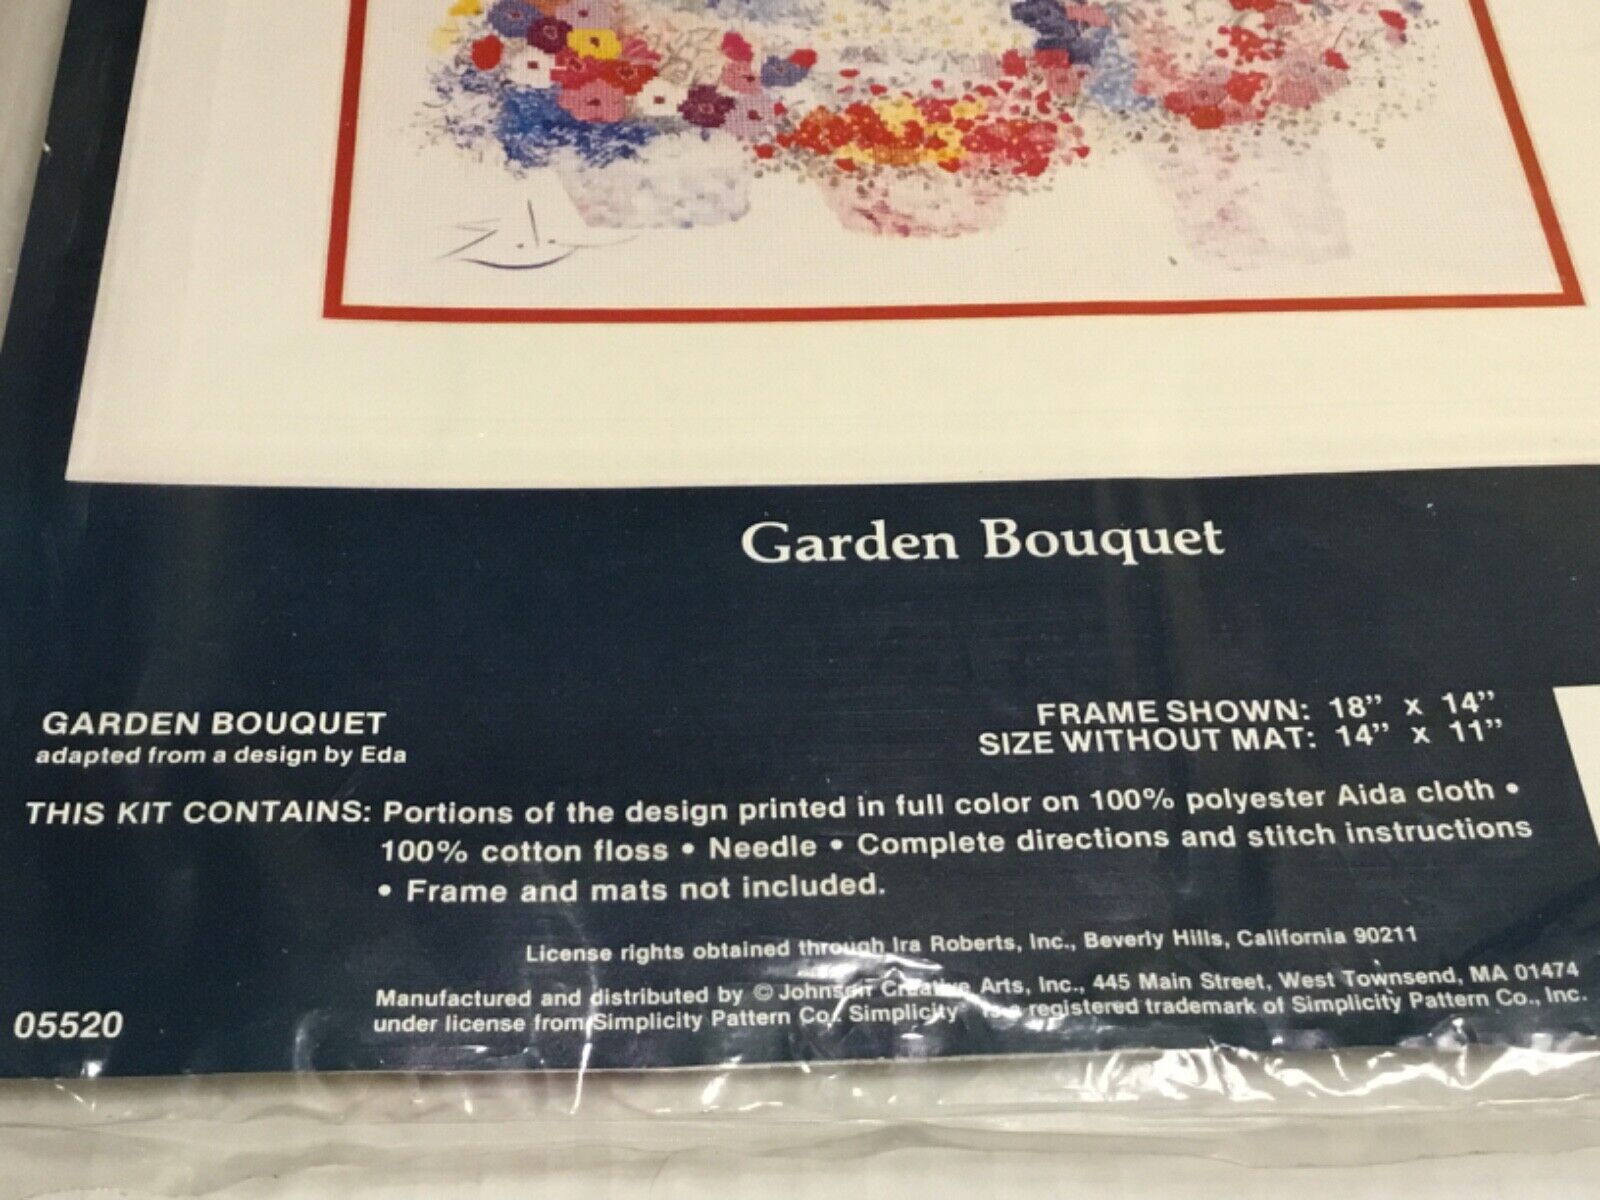 Garden Bouquet
GARDEN BOUQUET
adapted from a design by Eda
FRAME SHOWN: 18" x 14"
SIZE WITHOUT MAT: 14" x 11"
THIS KIT CONTAINS: Portions of the design printed in full color on 100% polyester Aida cloth •
100% cotton floss • Needle • Complete directions and stitch instructions
• Frame and mats not included.
License rights obtained through Ira Roberts, Inc., Beverly Hills, California 90211
Manufactured and distributed by © Johnson Creative Arts, Inc., 445 Main Street, West Townsend, MA 01474
under license from Simplicity Pattern Co. Simplicity is a registered trademark of Simplicity Pattern Co., Inc.
05520